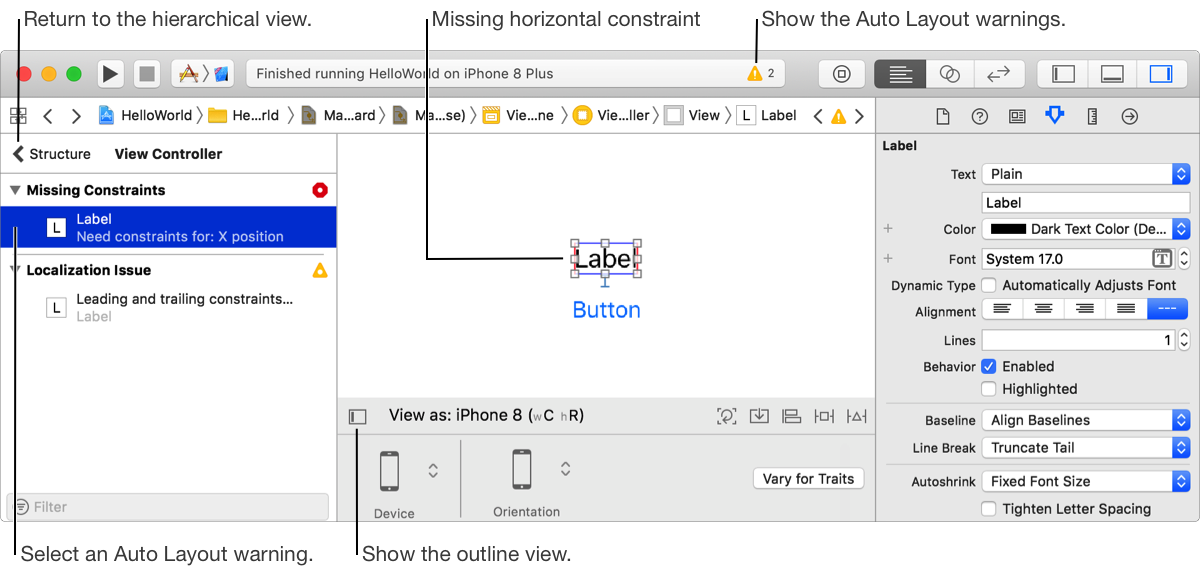 Return to the hierarchical view.
Missing horizontal constraint
Show the Auto Layout warnings.
Finished running HelloWorld on iPhone 8 Plus
2
HelloWorld
He...rld
Ma...ard
Ma...se)
Vie...ne
Vie...ller
View
L
Label
Structure
View Controller
Missing Constraints
L
Label
Need constraints for: X position
Localization Issue
L
Leading and trailing constraints...
Label
Filter
Label
Button
View as: iPhone 8 (wC hR)
Device
Orientation
Vary for Traits
Label
Text
Plain
Label
Color
Dark Text Color (De...
Font
System 17.0
T
Dynamic Type
Automatically Adjusts Font
Alignment
Lines
1
Behavior
Enabled
Highlighted
Baseline
Align Baselines
Line Break
Truncate Tail
Autoshrink
Fixed Font Size
Tighten Letter Spacing
Select an Auto Layout warning.
Show the outline view.